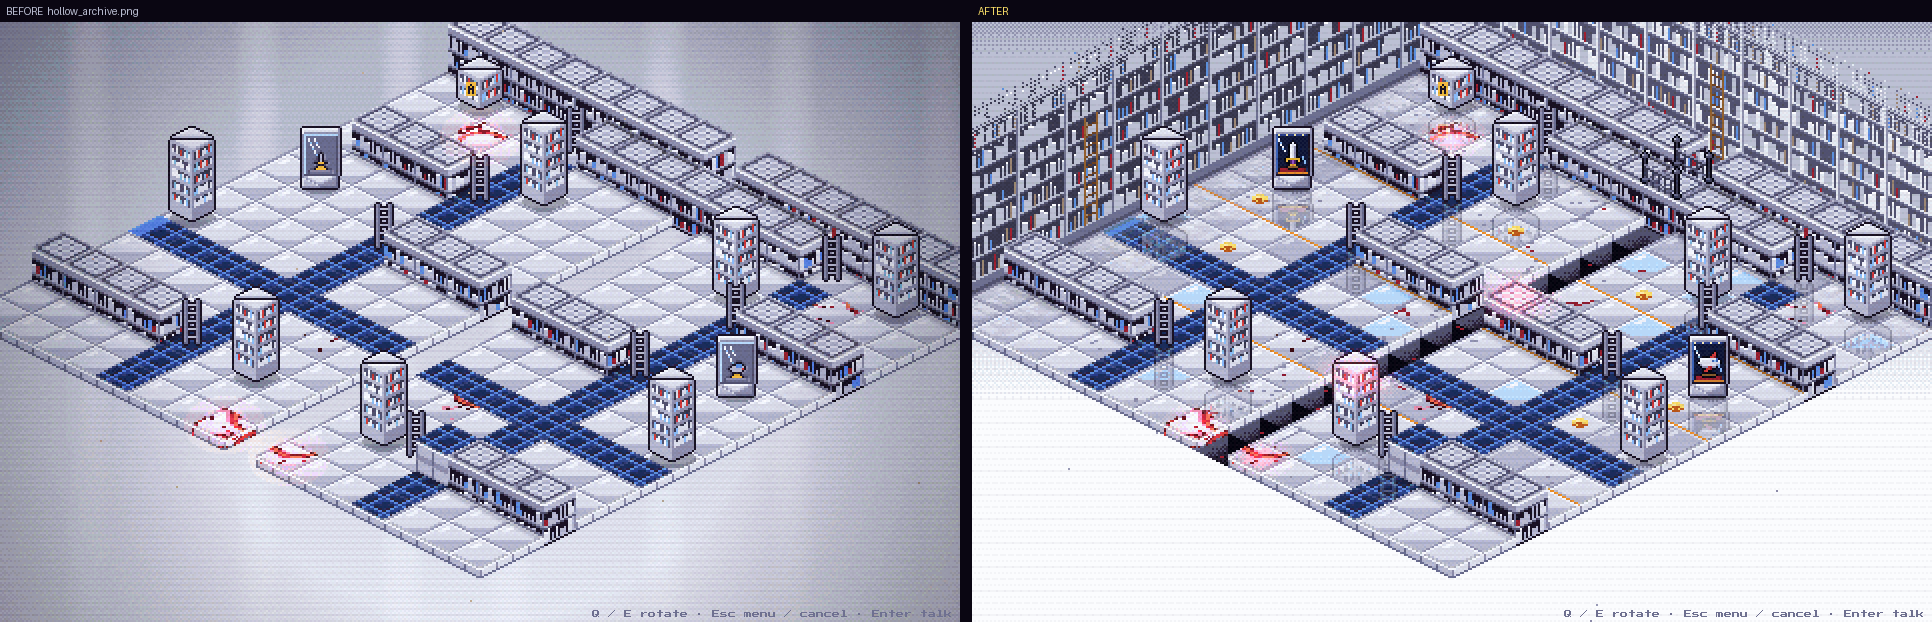 BEFORE hollow_archive.png
AFTER
A
A
Q / E rotate · Esc menu / cancel · Enter talk
Q / E rotate · Esc menu / cancel · Enter talk